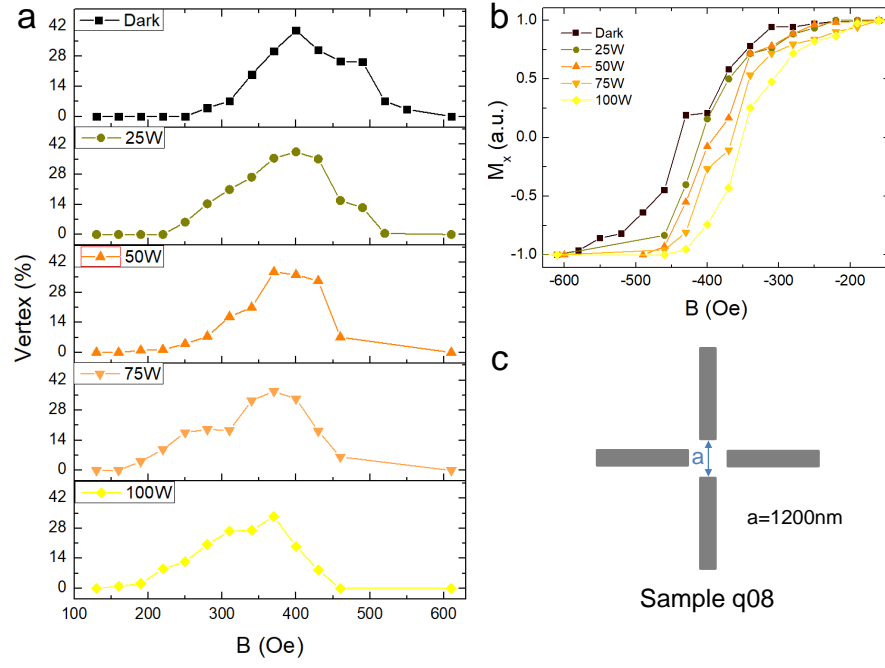 a
Dark
42
28
14
0
25W
42
28
14
0
50W
42
28
14
0
75W
42
28
14
0
100W
42
28
14
0
Vertex (%)
100 200 300 400 500 600
B (Oe)
b
Dark
25W
50W
75W
100W
1.0
0.5
0.0
-0.5
-1.0
Mx (a.u.)
-600 -500 -400 -300 -200
B (Oe)
c
a
a=1200nm
Sample q08